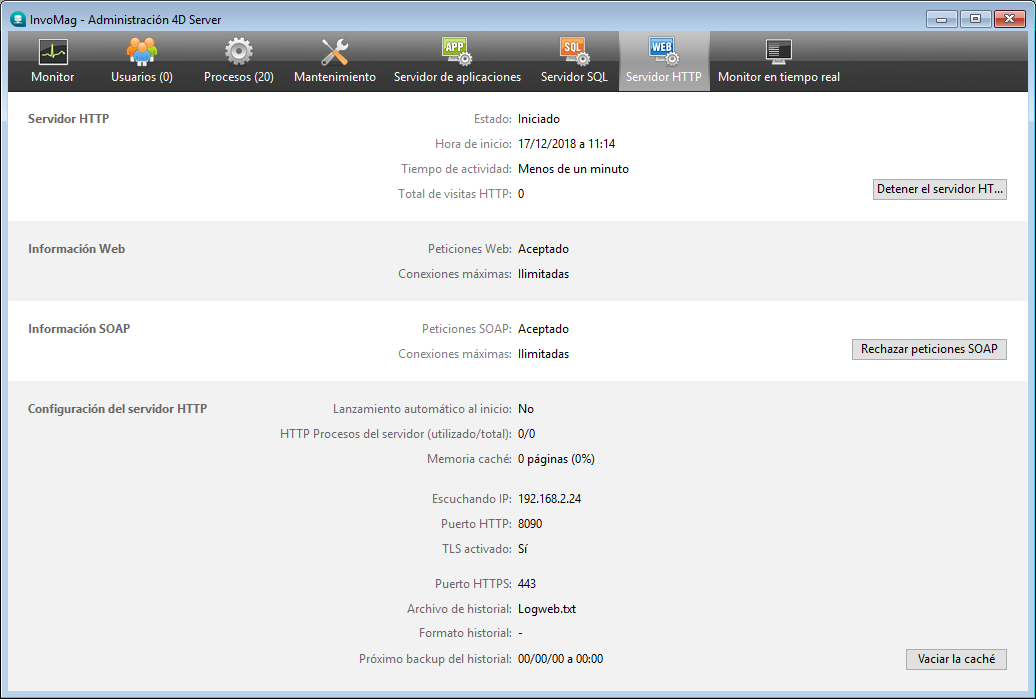 InvoMag - Administración 4D Server
APP
SQL
WEB
Monitor
Usuarios (0)
Procesos (20)
Mantenimiento
Servidor de aplicaciones
Servidor SQL
Servidor HTTP
Monitor en tiempo real
Servidor HTTP
Estado: Iniciado
Hora de inicio: 17/12/2018 a 11:14
Tiempo de actividad: Menos de un minuto
Total de visitas HTTP: 0
Detener el servidor HT...
Información Web
Peticiones Web: Aceptado
Conexiones máximas: Ilimitadas
Información SOAP
Peticiones SOAP: Aceptado
Conexiones máximas: Ilimitadas
Rechazar peticiones SOAP
Configuración del servidor HTTP
Lanzamiento automático al inicio: No
HTTP Procesos del servidor (utilizado/total): 0/0
Memoria caché: 0 páginas (0%)
Escuchando IP: 192.168.2.24
Puerto HTTP: 8090
TLS activado: Sí
Puerto HTTPS: 443
Archivo de historial: Logweb.txt
Formato historial: -
Próximo backup del historial: 00/00/00 a 00:00
Vaciar la caché